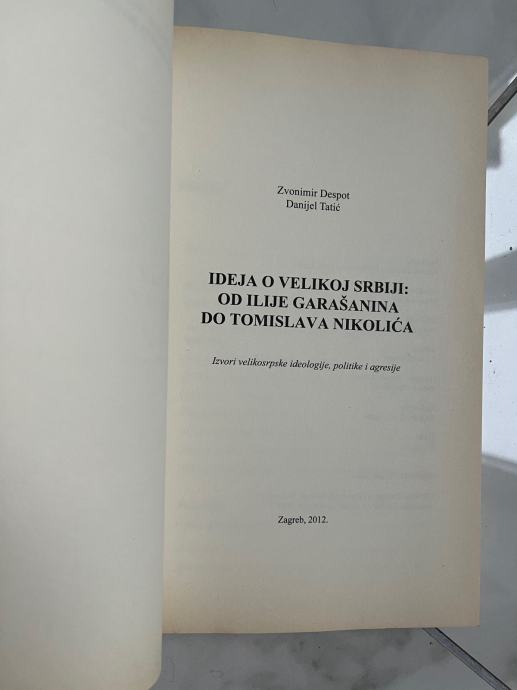 Zvonimir Despot
Danijel Tatić
IDEJA O VELIKOJ SRBIJI:
OD ILIJE GARAŠANINA
DO TOMISLAVA NIKOLIĆA
Izvori velikosrpske ideologije, politike i agresije
Zagreb, 2012.